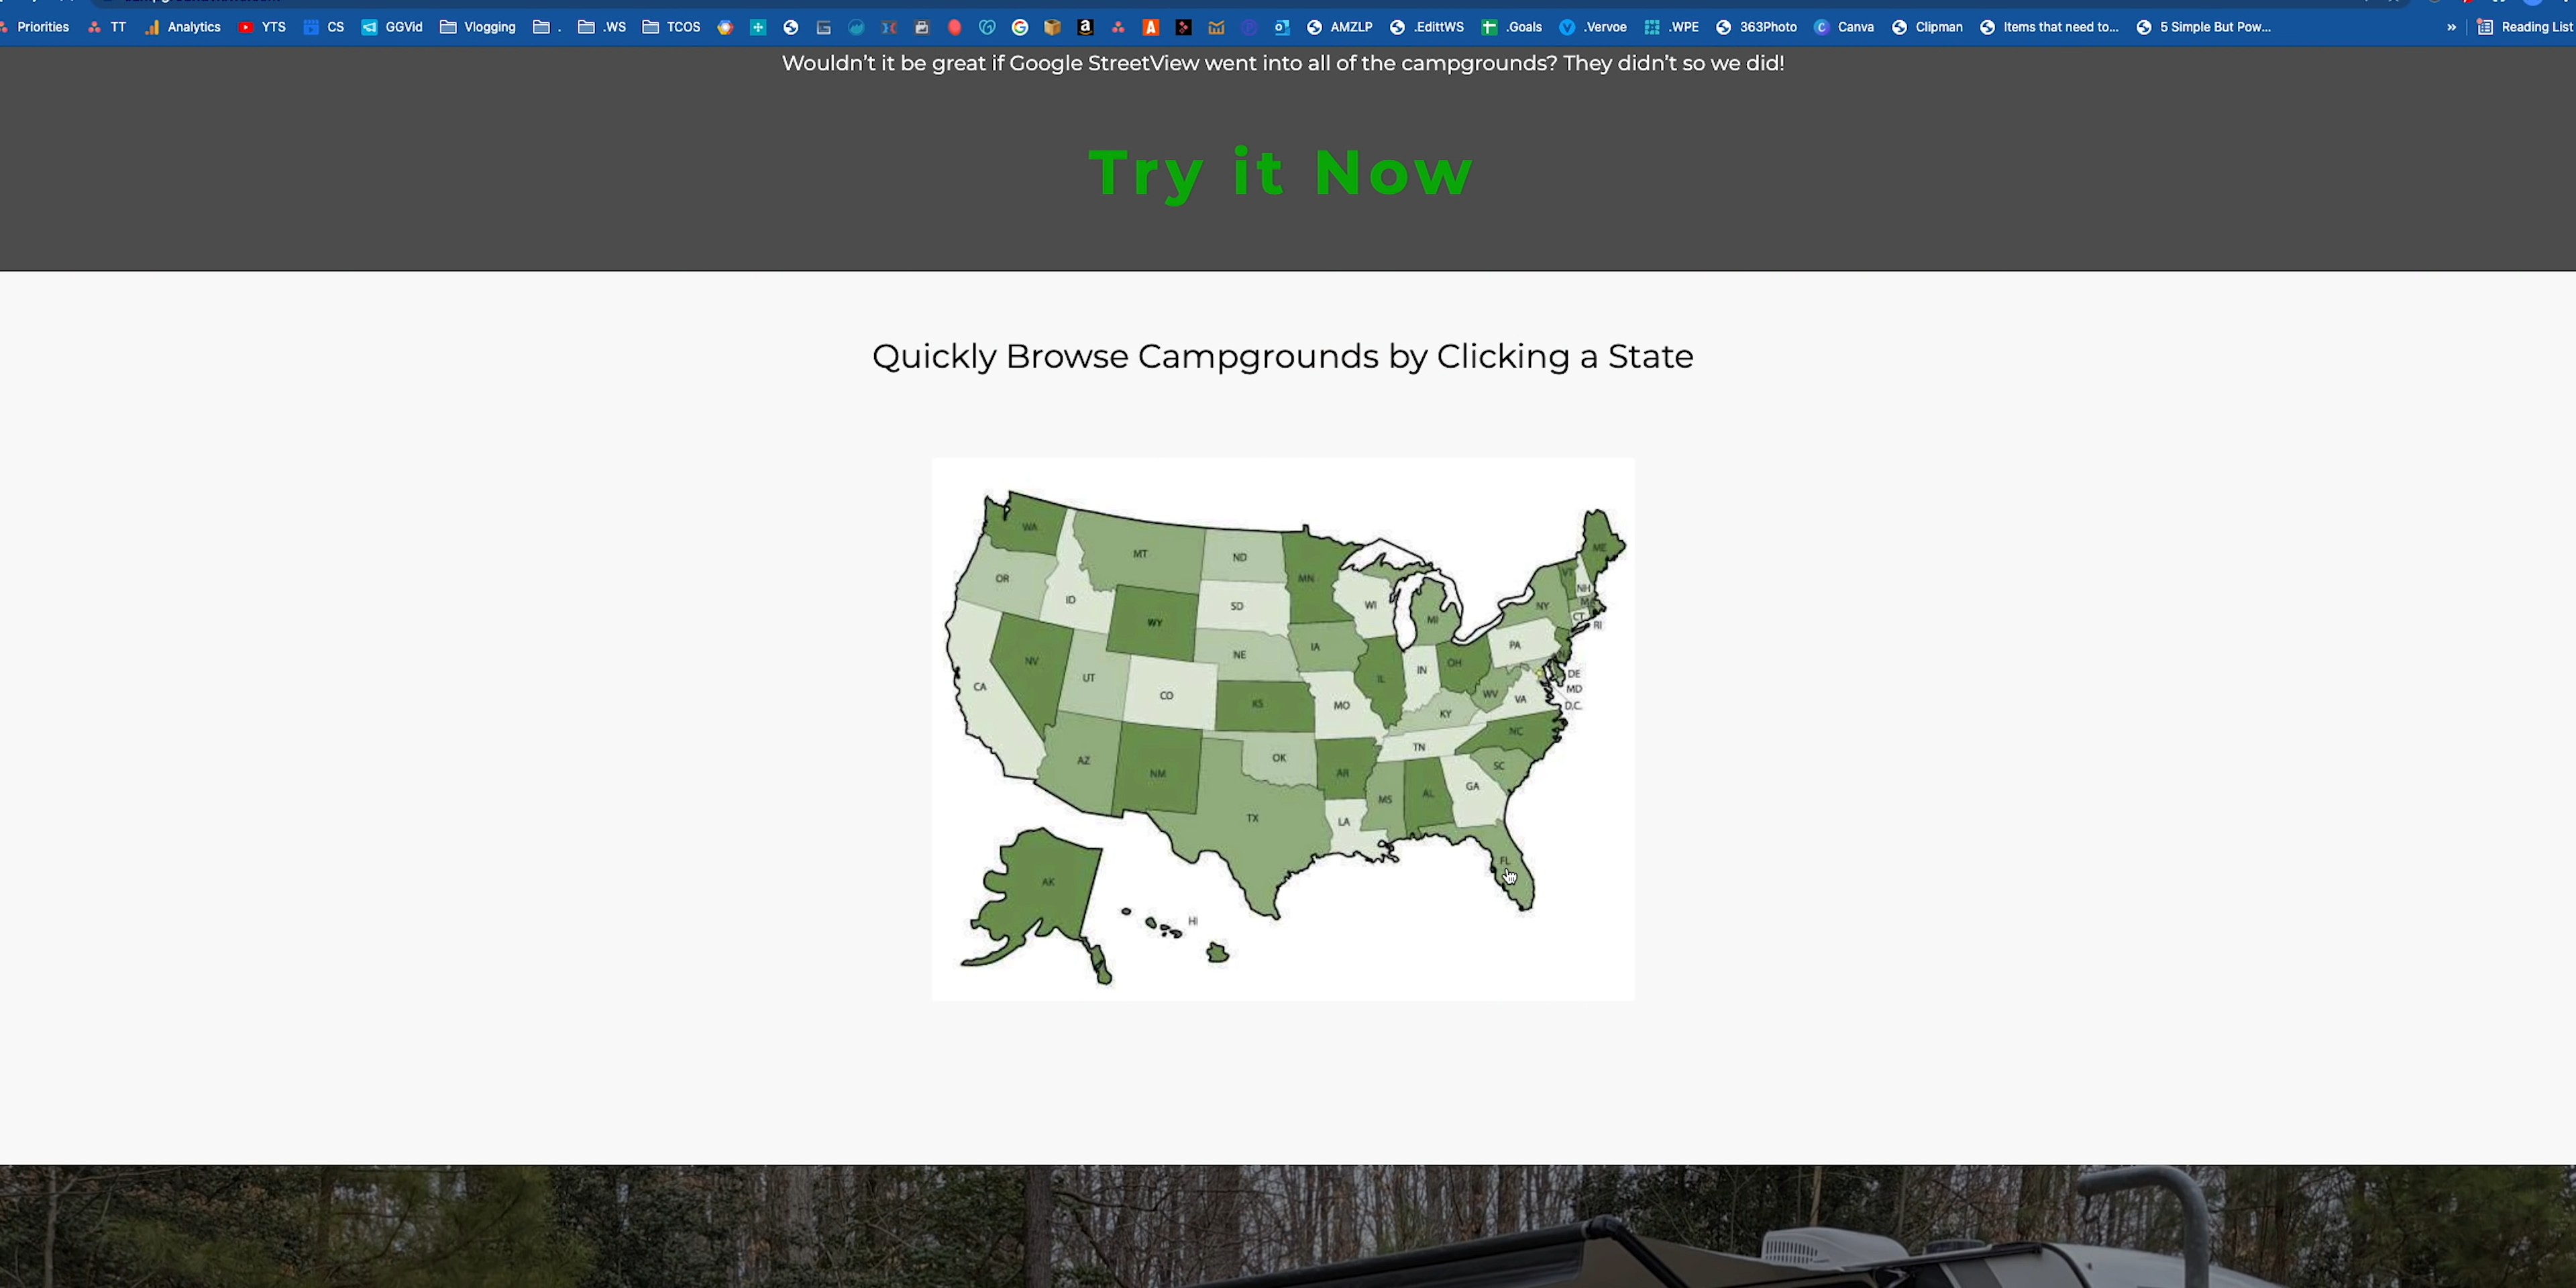 Priorities TT Analytics YTS CS GGVid Vlogging . .WS TCOS AMZLP .EdittWS .Goals .Vervoe .WPE 363Photo Canva Clipman Items that need to... 5 Simple But Pow... » Reading List
Wouldn't it be great if Google StreetView went into all of the campgrounds? They didn't so we did!
Try it Now
Quickly Browse Campgrounds by Clicking a State
WA
ME
MT
ND
VT
OR
MN
NH
ID
SD
WI
NY
MA
WY
MI
CT
RI
NE
IA
PA
NV
OH
IN
UT
IL
DE
CA
CO
WV
MD
KS
MO
VA
D.C.
KY
NC
TN
AZ
OK
SC
NM
AR
GA
MS
AL
TX
LA
FL
AK
HI